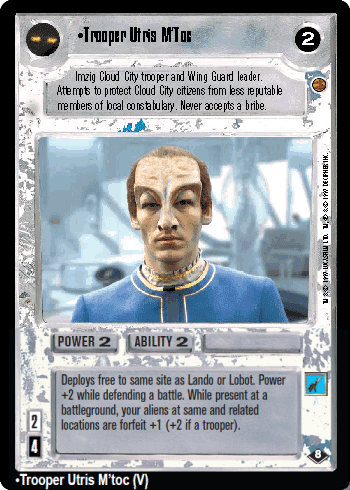 •Trooper Utris M'Toc
2
Imzig Cloud City trooper and Wing Guard leader.
Attempts to protect Cloud City citizens from less reputable
members of local constabulary. Never accepts a bribe.
POWER 2 ABILITY 2
Deploys free to same site as Lando or Lobot. Power
+2 while defending a battle. While present at a
battleground, your aliens at same and related
locations are forfeit +1 (+2 if a trooper).
2
4
8
•Trooper Utris M'toc (V)